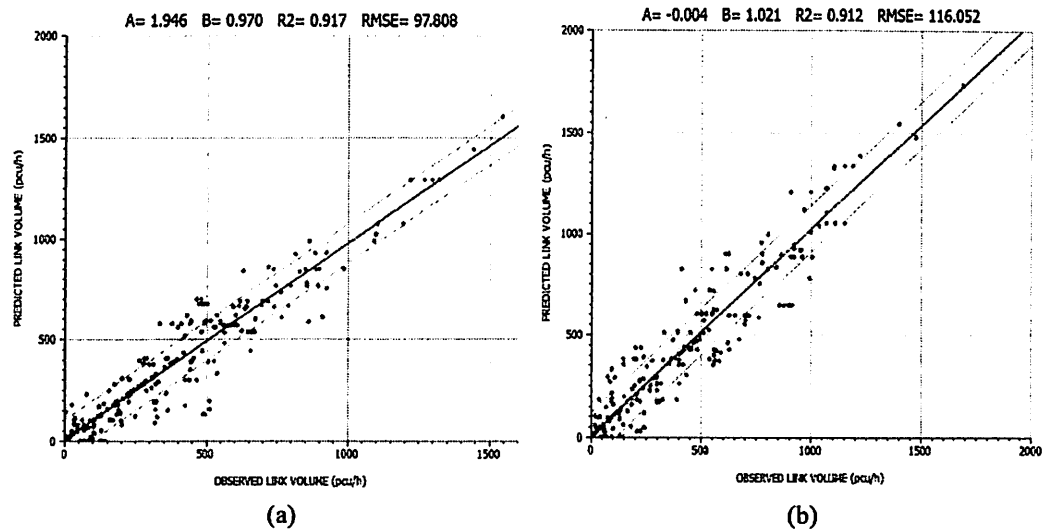 A= 1.946 B= 0.970 R2= 0.917 RMSE= 97.808
2000
1500
1000
500
0
PREDICTED LINK VOLUME (pcu/h)
0 500 1000 1500
OBSERVED LINK VOLUME (pcu/h)
(a)
A= -0.004 B= 1.021 R2= 0.912 RMSE= 116.052
2000
1500
1000
500
0
PREDICTED LINK VOLUME (pcu/h)
0 500 1000 1500 2000
OBSERVED LINK VOLUME (pcu/h)
(b)